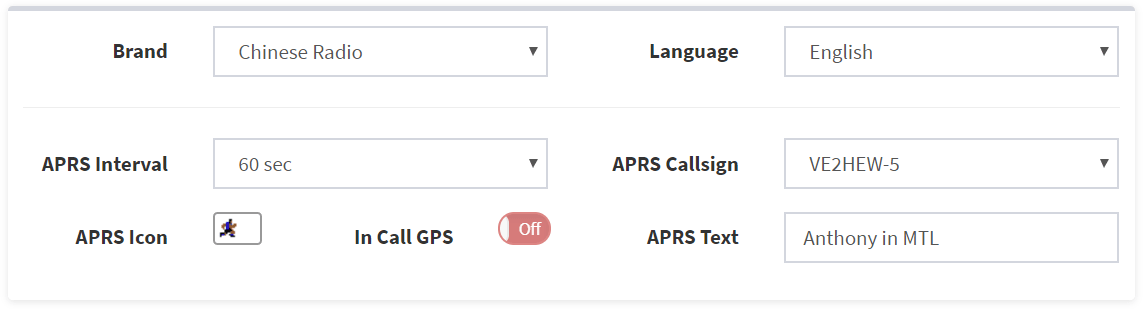 Brand Chinese Radio Language English
APRS Interval 60 sec APRS Callsign VE2HEW-5
APRS Icon In Call GPS Off APRS Text Anthony in MTL